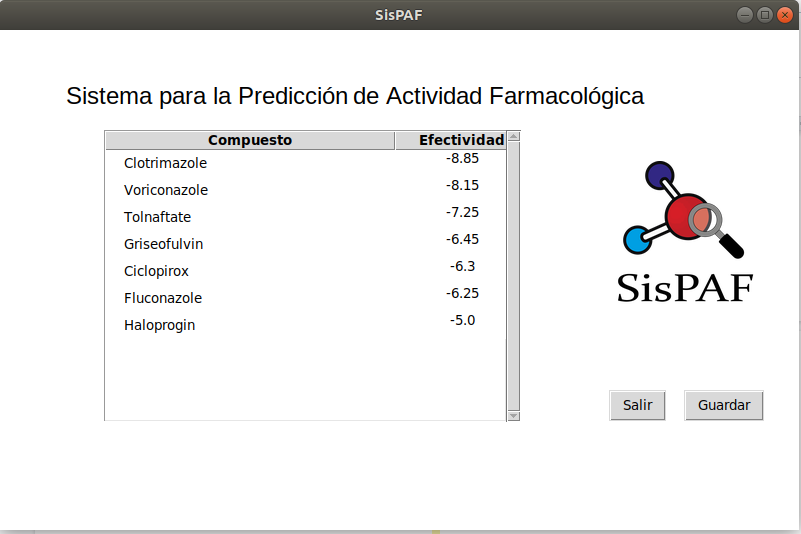 SisPAF
Sistema para la Predicción de Actividad Farmacológica
Compuesto Efectividad
Clotrimazole -8.85
Voriconazole -8.15
Tolnaftate -7.25
Griseofulvin -6.45
Ciclopirox -6.3
Fluconazole -6.25
Haloprogin -5.0
SisPAF
Salir Guardar